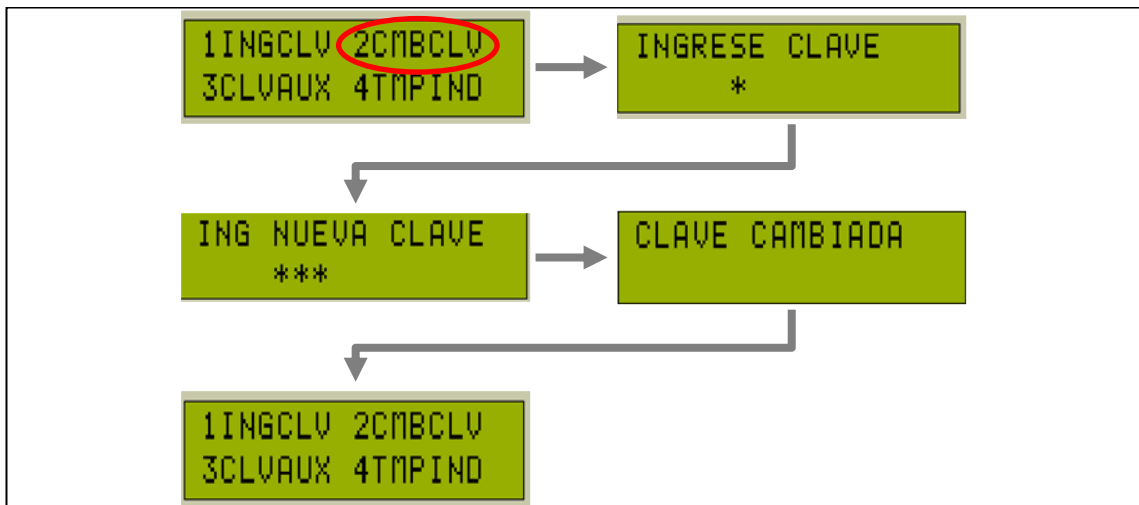 1INGCLV 2CMBCLV
3CLVAUX 4TMPIND
INGRESE CLAVE
*
ING NUEVA CLAVE
***
CLAVE CAMBIADA
1INGCLV 2CMBCLV
3CLVAUX 4TMPIND